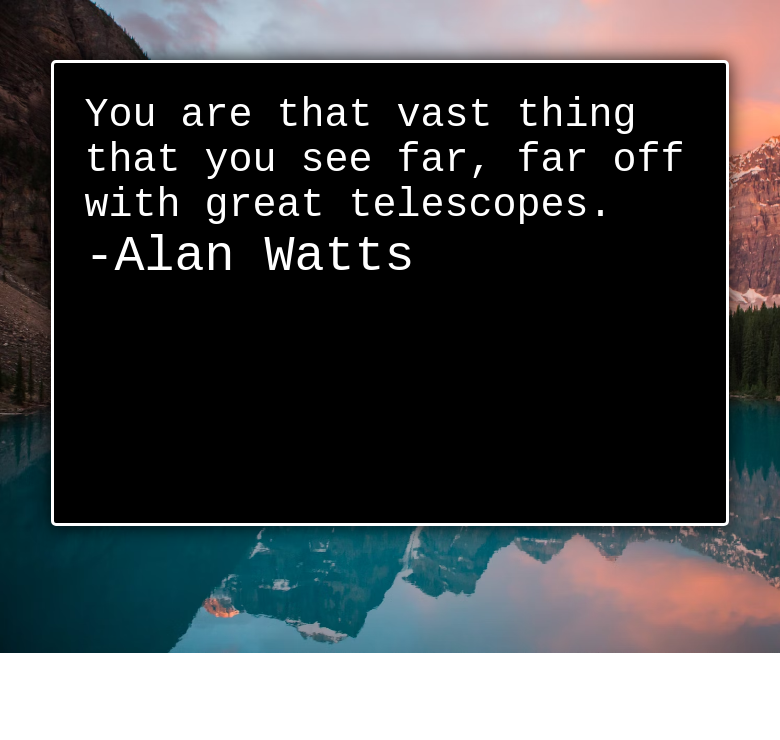 You are that vast thing
that you see far, far off
with great telescopes.
-Alan Watts